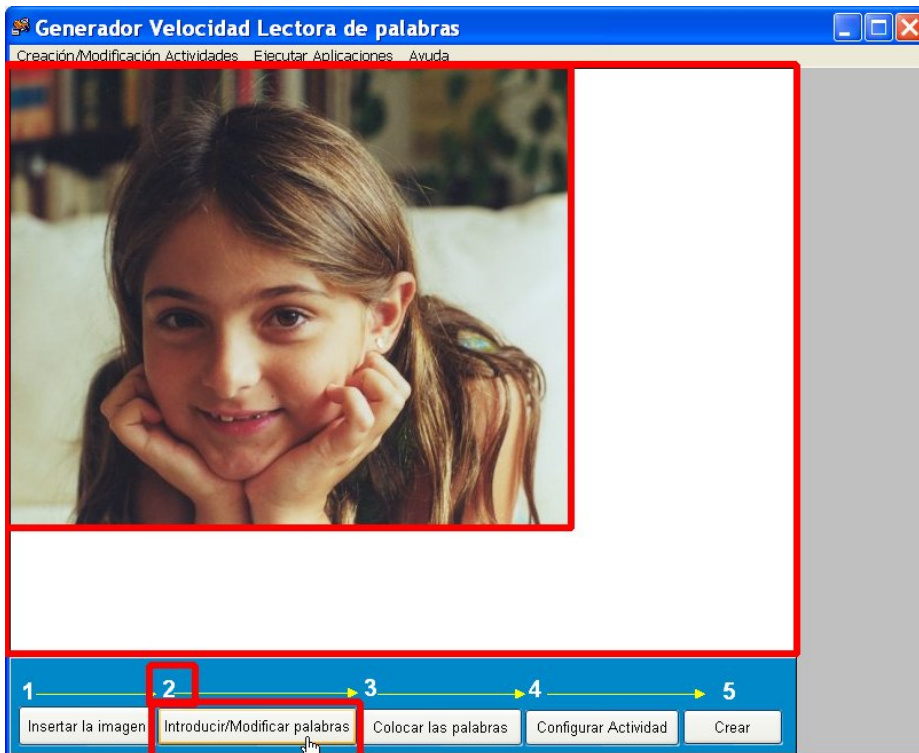 Generador Velocidad Lectora de palabras
Creación/Modificación Actividades Ejecutar Aplicaciones Ayuda
1 2 3 4 5
Insertar la imagen Introducir/Modificar palabras Colocar las palabras Configurar Actividad Crear